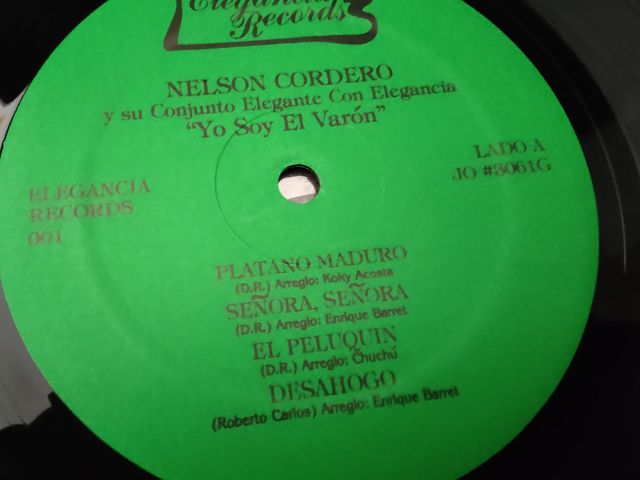 Elegancia
Records
NELSON CORDERO
y su Conjunto Elegante Con Elegancia
"Yo Soy El Varón"
LADO A
JO #3061G
ELEGANCIA
RECORDS
001
PLATANO MADURO
(D.R.) Arreglo: Koky Acosta
SEÑORA, SEÑORA
(D.R.) Arreglo: Enrique Barret
EL PELUQUIN
(D.R.) Arreglo: Chuchú
DESAHOGO
(Roberto Carlos) Arreglo: Enrique Barret